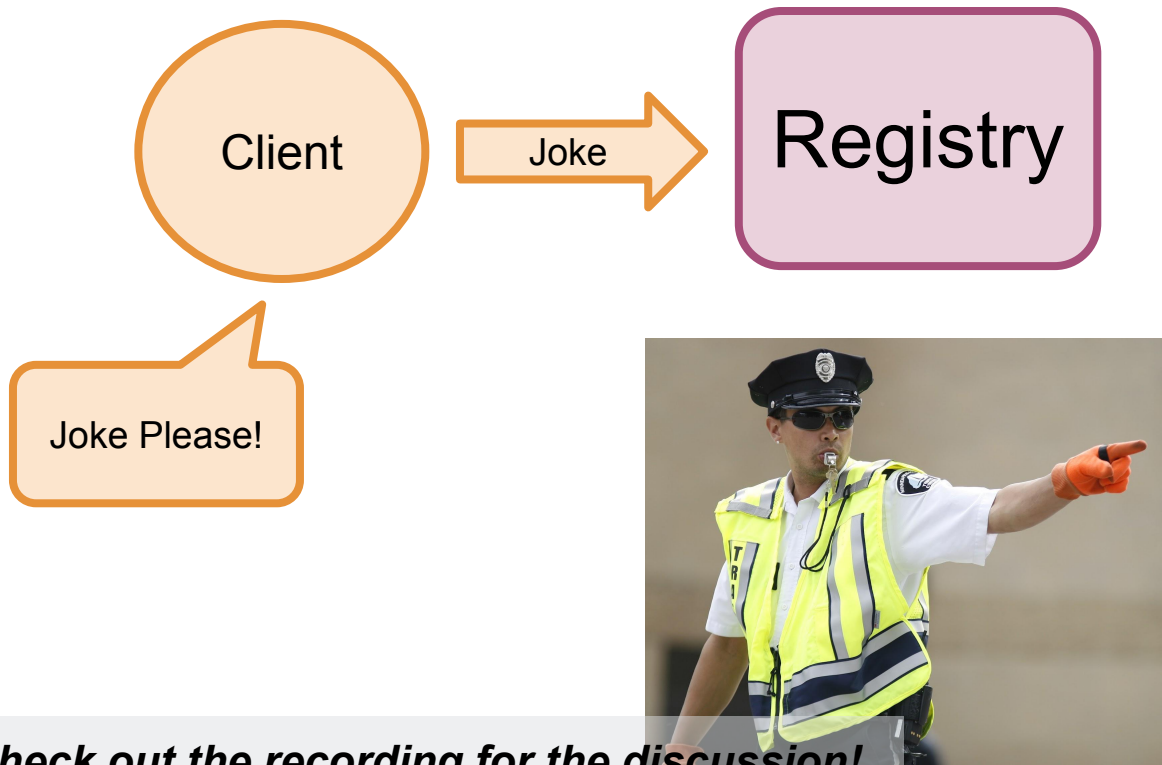 Client
Joke
Registry
Joke Please!
T
R
A
heck out the recording for the discussion!